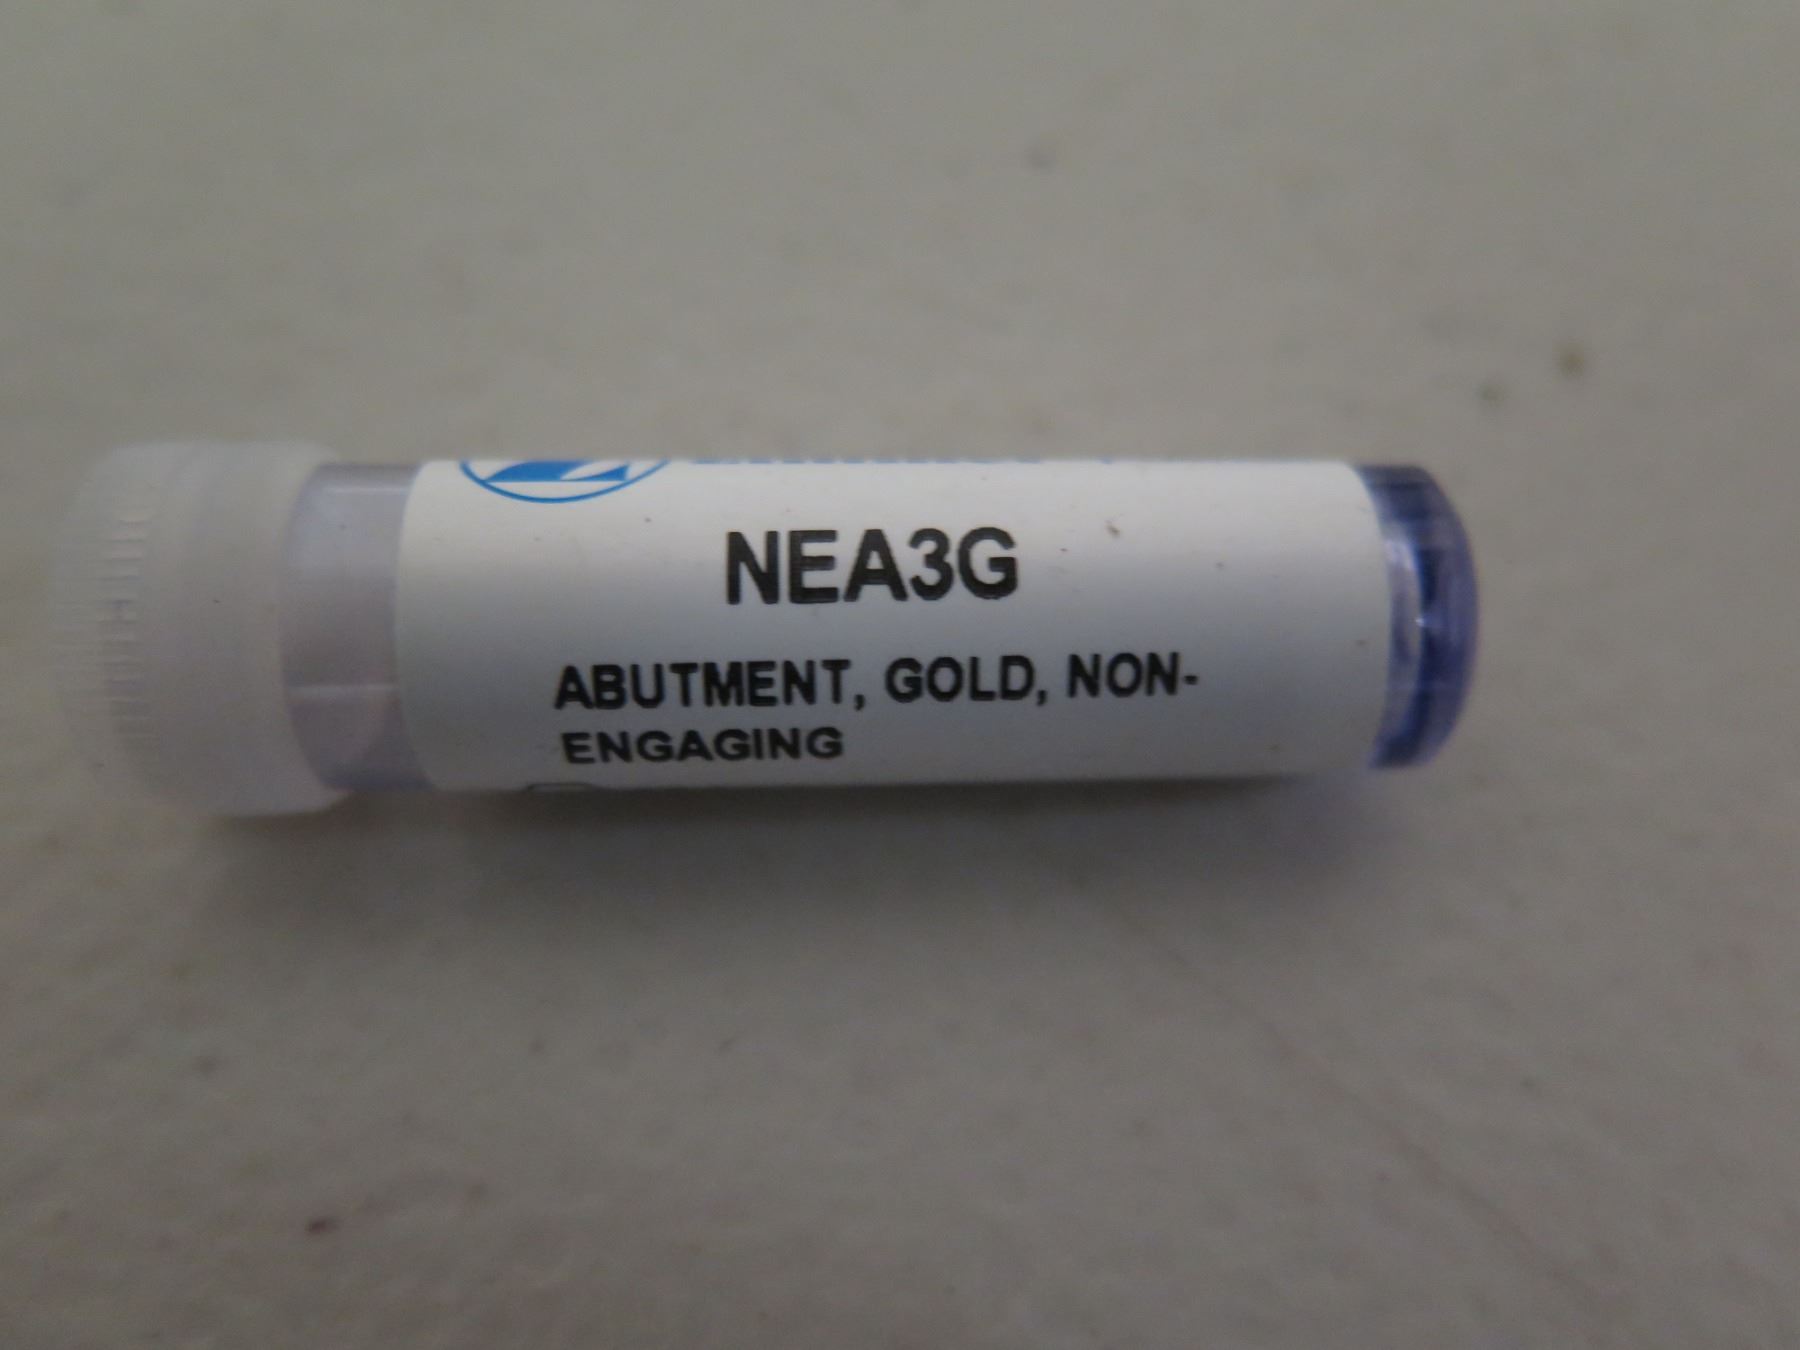 NEA3G
ABUTMENT, GOLD, NON-
ENGAGING